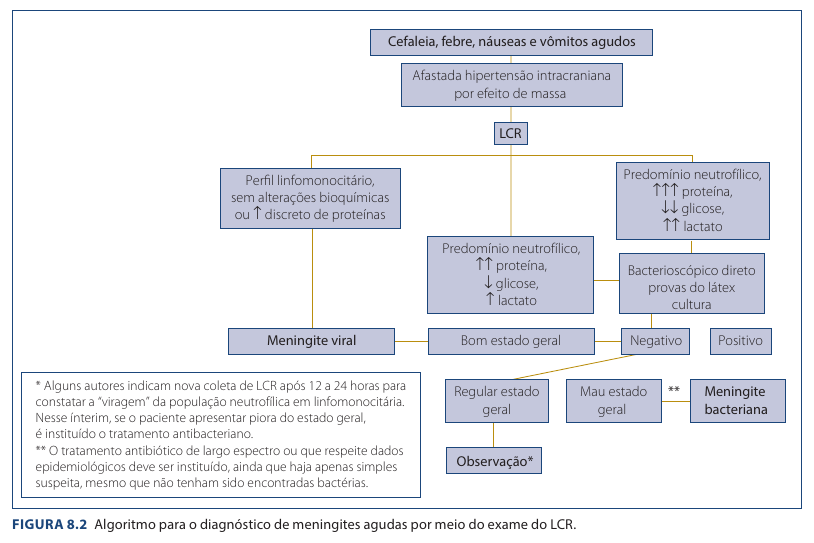 Cefaleia, febre, náuseas e vômitos agudos
Afastada hipertensão intracraniana
por efeito de massa
LCR
Perfil linfomonocitário,
sem alterações bioquímicas
ou ↑ discreto de proteínas
Predomínio neutrofílico,
↑↑ proteína,
↓ glicose,
↑ lactato
Predomínio neutrofílico,
↑↑↑ proteína,
↓↓ glicose,
↑↑ lactato
Bacterioscópico direto
provas do látex
cultura
Meningite viral
Bom estado geral
Negativo
Positivo
Regular estado
geral
Mau estado
geral
**
Meningite
bacteriana
Observação*
* Alguns autores indicam nova coleta de LCR após 12 a 24 horas para
constatar a “viragem” da população neutrofílica em linfomonocitária.
Nesse ínterim, se o paciente apresentar piora do estado geral,
é instituído o tratamento antibacteriano.
** O tratamento antibiótico de largo espectro ou que respeite dados
epidemiológicos deve ser instituído, ainda que haja apenas simples
suspeita, mesmo que não tenham sido encontradas bactérias.
FIGURA 8.2 Algoritmo para o diagnóstico de meningites agudas por meio do exame do LCR.